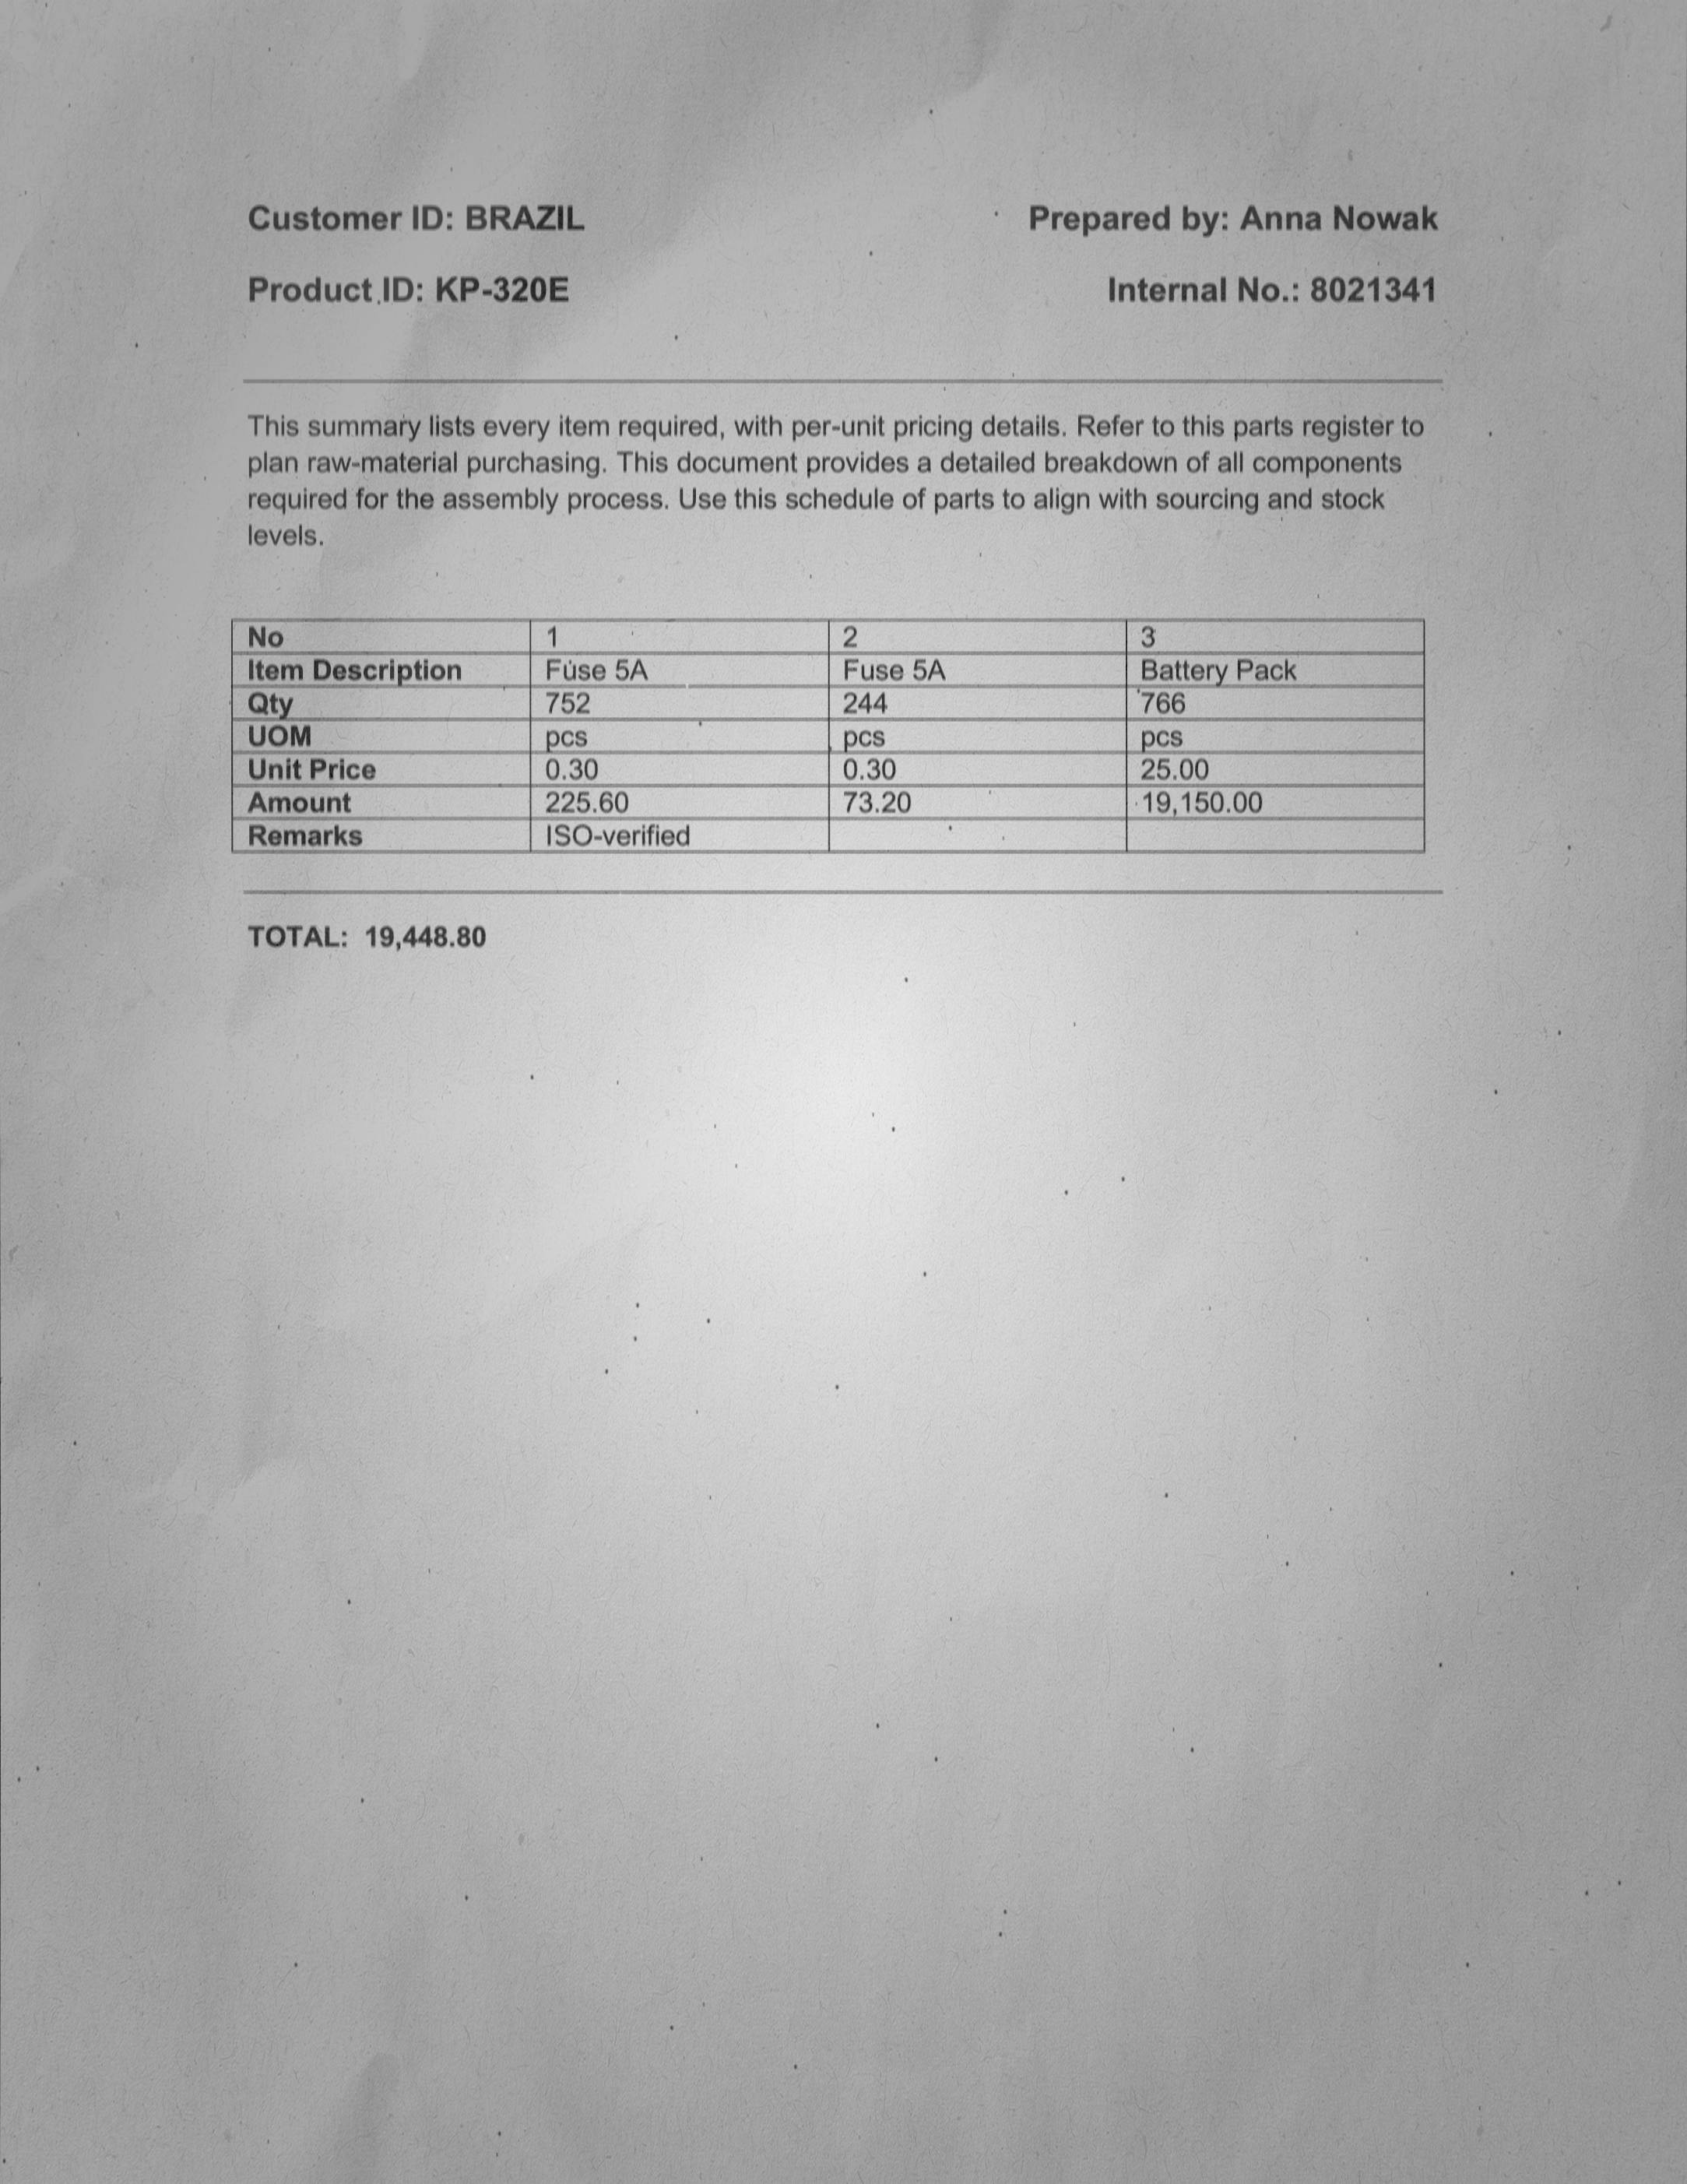 Customer ID: BRAZIL Prepared by: Anna Nowak
Product ID: KP-320E Internal No.: 8021341
This summary lists every item required, with per-unit pricing details. Refer to this parts register to
plan raw-material purchasing. This document provides a detailed breakdown of all components
required for the assembly process. Use this schedule of parts to align with sourcing and stock
levels.
No 1 2 3
Item Description Fuse 5A Fuse 5A Battery Pack
Qty 752 244 766
UOM pcs pcs pcs
Unit Price 0.30 0.30 25.00
Amount 225.60 73.20 19,150.00
Remarks ISO-verified
TOTAL: 19,448.80